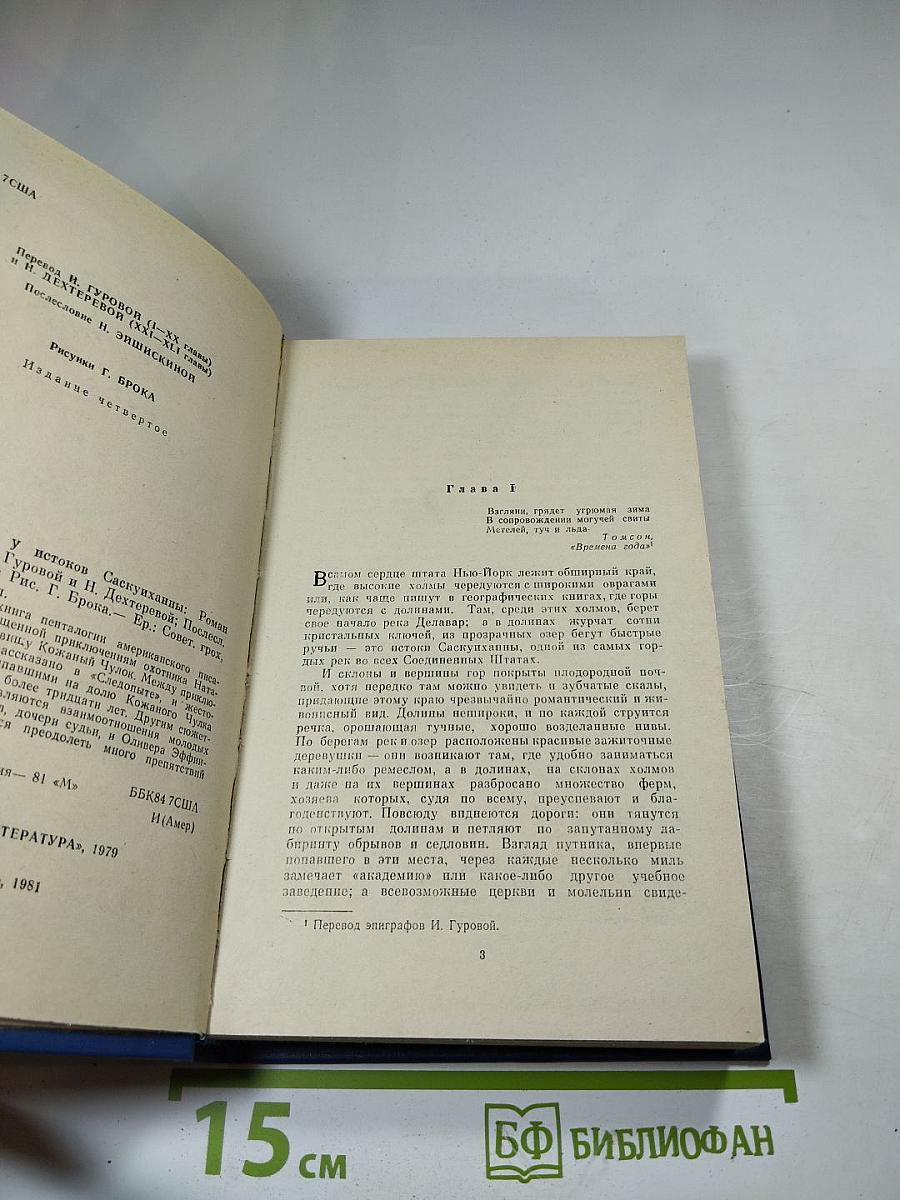 7США
Перевод И. ГУРОВОЙ (I—XX главы)
и Н. ДЕХТЕРЕВОЙ (XXI—XLI главы)
Послесловие Н. ЭЙШИСКИНОЙ
Рисунки Г. БРОКА
Издание четвертое
у истоков Саскуиханны: Роман
Гуровой и Н. Дехтеревой; Послесл.
Рис. Г. Брока.— Ер.: Совет. грох,
книга пенталогии американского писа-
щенной приключениям охотника Ната-
вищу Кожаный Чулок. Между приклю-
рассказано в «Следопыте», и жесто-
павшими на долю Кожаного Чулка
более тридцати лет. Другим сюжет-
вляются взаимоотношения молодых
дочери судьи, и Оливера Эффин-
ся преодолеть много препятствий
ия— 81 «М»
ББК84 7США
И(Амер)
ТЕРАТУРА», 1979
, 1981
Глава I
Взгляни, грядет угрюмая зима
В сопровождении могучей свиты
Метелей, туч и льда.
Томсон,
«Времена года»¹
В самом сердце штата Нью-Йорк лежит обширный край,
где высокие холмы чередуются с широкими оврагами
или, как чаще пишут в географических книгах, где горы
чередуются с долинами. Там, среди этих холмов, берет
свое начало река Делавар; а в долинах журчат сотни
кристальных ключей, из прозрачных озер бегут быстрые
ручьи — это истоки Саскуиханны, одной из самых гор-
дых рек во всех Соединенных Штатах.
И склоны и вершины гор покрыты плодородной поч-
вой, хотя нередко там можно увидеть и зубчатые скалы,
придающие этому краю чрезвычайно романтический и жи-
вописный вид. Долины нешироки, и по каждой струится
речка, орошающая тучные, хорошо возделанные нивы.
По берегам рек и озер расположены красивые зажиточные
деревушки — они возникают там, где удобно заниматься
каким-либо ремеслом, а в долинах, на склонах холмов
и даже на их вершинах разбросано множество ферм,
хозяева которых, судя по всему, преуспевают и бла-
годенствуют. Повсюду виднеются дороги: они тянутся
по открытым долинам и петляют по запутанному ла-
биринту обрывов и седловин. Взгляд путника, впервые
попавшего в эти места, через каждые несколько миль
замечает «академию» или какое-либо другое учебное
заведение; а всевозможные церкви и молельни свиде-
¹ Перевод эпиграфов И. Гуровой.
3
15 см
БФ БИБЛИОФАН